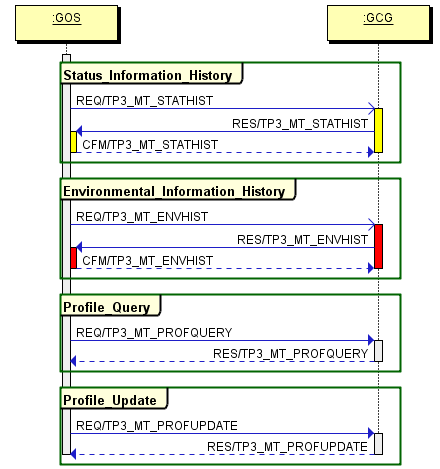 :GOS
:GCG
Status_Information_History
REQ/TP3_MT_STATHIST
RES/TP3_MT_STATHIST
CFM/TP3_MT_STATHIST
Environmental_Information_History
REQ/TP3_MT_ENVHIST
RES/TP3_MT_ENVHIST
CFM/TP3_MT_ENVHIST
Profile_Query
REQ/TP3_MT_PROFQUERY
RES/TP3_MT_PROFQUERY
Profile_Update
REQ/TP3_MT_PROFUPDATE
RES/TP3_MT_PROFUPDATE